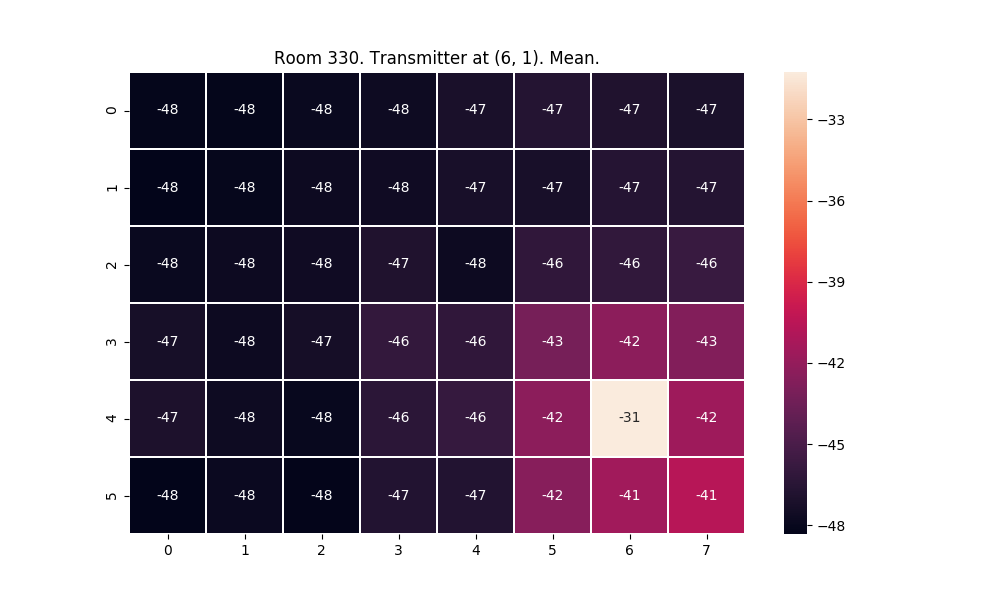 Room 330. Transmitter at (6, 1). Mean.
0 -48 -48 -48 -48 -47 -47 -47 -47
1 -48 -48 -48 -48 -47 -47 -47 -47
2 -48 -48 -48 -47 -48 -46 -46 -46
3 -47 -48 -47 -46 -46 -43 -42 -43
4 -47 -48 -48 -46 -46 -42 -31 -42
5 -48 -48 -48 -47 -47 -42 -41 -41
0 1 2 3 4 5 6 7
−33
−36
−39
−42
−45
−48